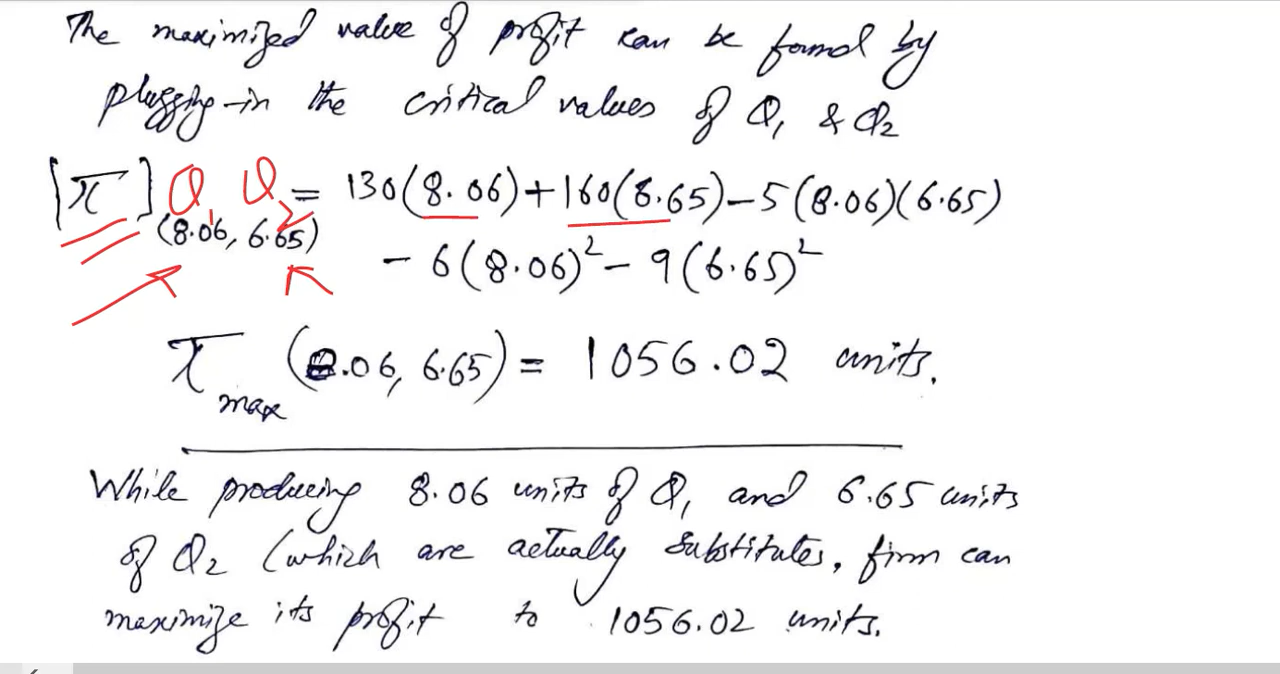 The maximized value of profit can be found by
plugging-in the critical values of Q₁ & Q₂
[π] Q₁ Q₂ = 130(8.06)+160(6.65)-5(8.06)(6.65)
(8.06, 6.65)
- 6(8.06)² - 9(6.65)²
π max (8.06, 6.65) = 1056.02 units.
While producing 8.06 units of Q₁ and 6.65 units
of Q₂ (which are actually substitutes, firm can
maximize its profit to 1056.02 units.